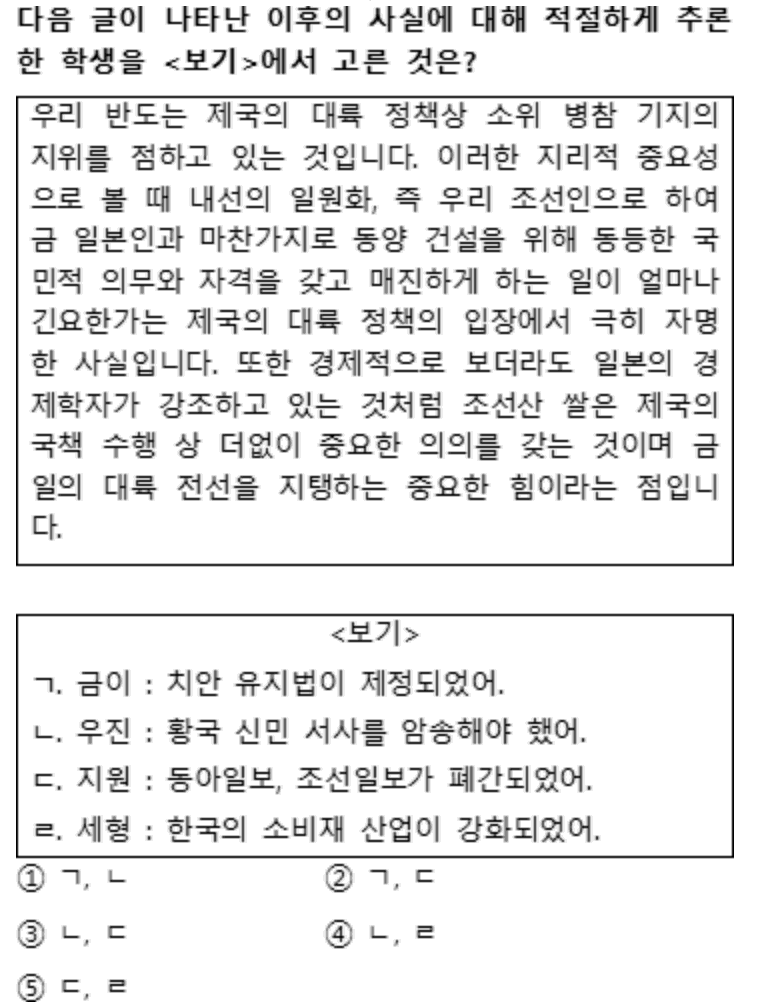 다음 글이 나타난 이후의 사실에 대해 적절하게 추론
한 학생을 <보기>에서 고른 것은?
우리 반도는 제국의 대륙 정책상 소위 병참 기지의
지위를 점하고 있는 것입니다. 이러한 지리적 중요성
으로 볼 때 내선의 일원화, 즉 우리 조선인으로 하여
금 일본인과 마찬가지로 동양 건설을 위해 동등한 국
민적 의무와 자격을 갖고 매진하게 하는 일이 얼마나
긴요한가는 제국의 대륙 정책의 입장에서 극히 자명
한 사실입니다. 또한 경제적으로 보더라도 일본의 경
제학자가 강조하고 있는 것처럼 조선산 쌀은 제국의
국책 수행 상 더없이 중요한 의의를 갖는 것이며 금
일의 대륙 전선을 지탱하는 중요한 힘이라는 점입니
다.
<보기>
ㄱ. 금이 : 치안 유지법이 제정되었어.
ㄴ. 우진 : 황국 신민 서사를 암송해야 했어.
ㄷ. 지원 : 동아일보, 조선일보가 폐간되었어.
ㄹ. 세형 : 한국의 소비재 산업이 강화되었어.
① ㄱ, ㄴ ② ㄱ, ㄷ
③ ㄴ, ㄷ ④ ㄴ, ㄹ
⑤ ㄷ, ㄹ